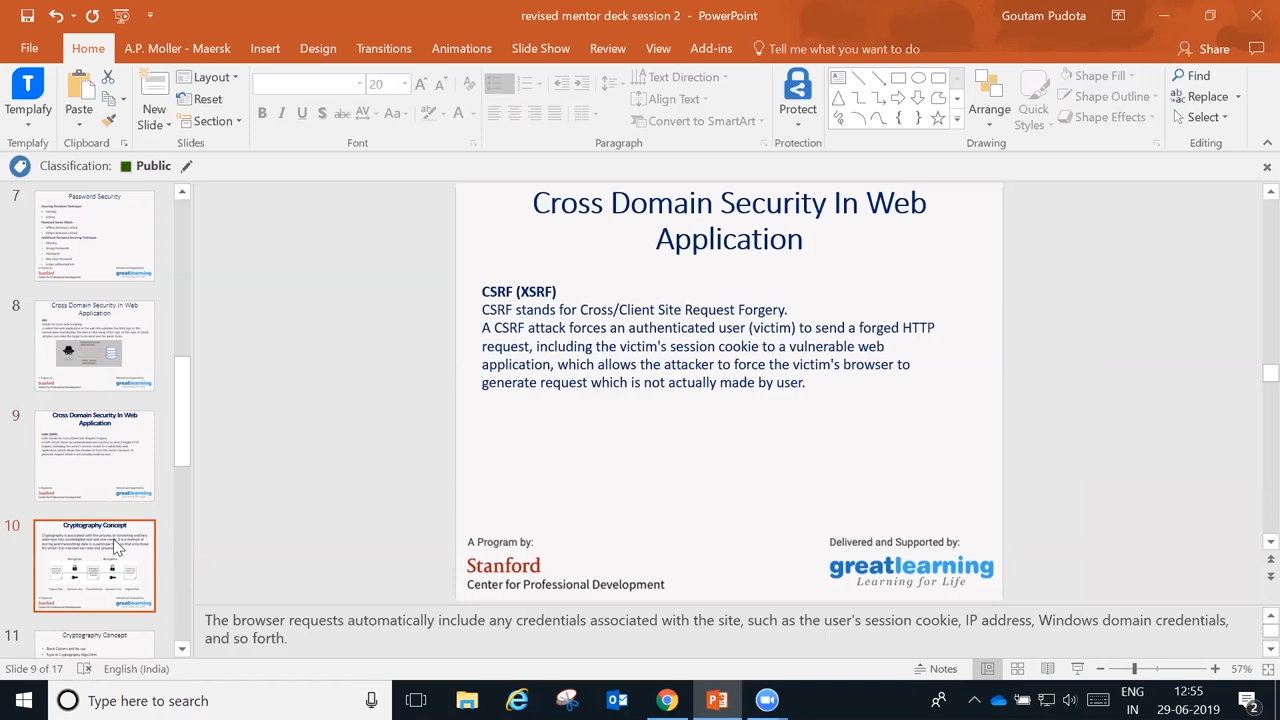 revised mentor deck session 2 - PowerPoint
Goutam Pudota
File Home A.P. Moller - Maersk Insert Design Transitions Animations Slide Show Review View Add-ins Tell me what you want to do Share
Templafy
Paste
New Slide
Layout
Reset
Section
20
Text Direction
Align Text
Convert to SmartArt
Protect
Arrange
Quick Styles
Shape Fill
Shape Outline
Shape Effects
Find
Replace
Select
Templafy Clipboard Slides Font Paragraph Protection Drawing Editing
Classification: Public
7
Password Security
8
Cross Domain Security In Web
Application
9
Cross Domain Security In Web
Application
10
Cryptography Concept
11
Cryptography Concept
Cross Domain Security In Web
Application
CSRF (XSRF)
CSRF stands for Cross/Client Site Request Forgery.
attack forces an authenticated user to send a forged HTTP
request, including the victim's session cookie to a vulnerable web
application, which allows the attacker to force the victim's browser to
generate request which is not actually made by user.
A Program by:
Stanford
Center for Professional Development
Delivered and Supported by:
greatlearning
Learning for
The browser requests automatically include any credentials associated with the site, such as the user's session cookie, IP address, Windows domain credentials,
and so forth.
Slide 9 of 17 English (India) Notes 57%
Type here to search
ENG
IN
12:55
29-06-2019
2